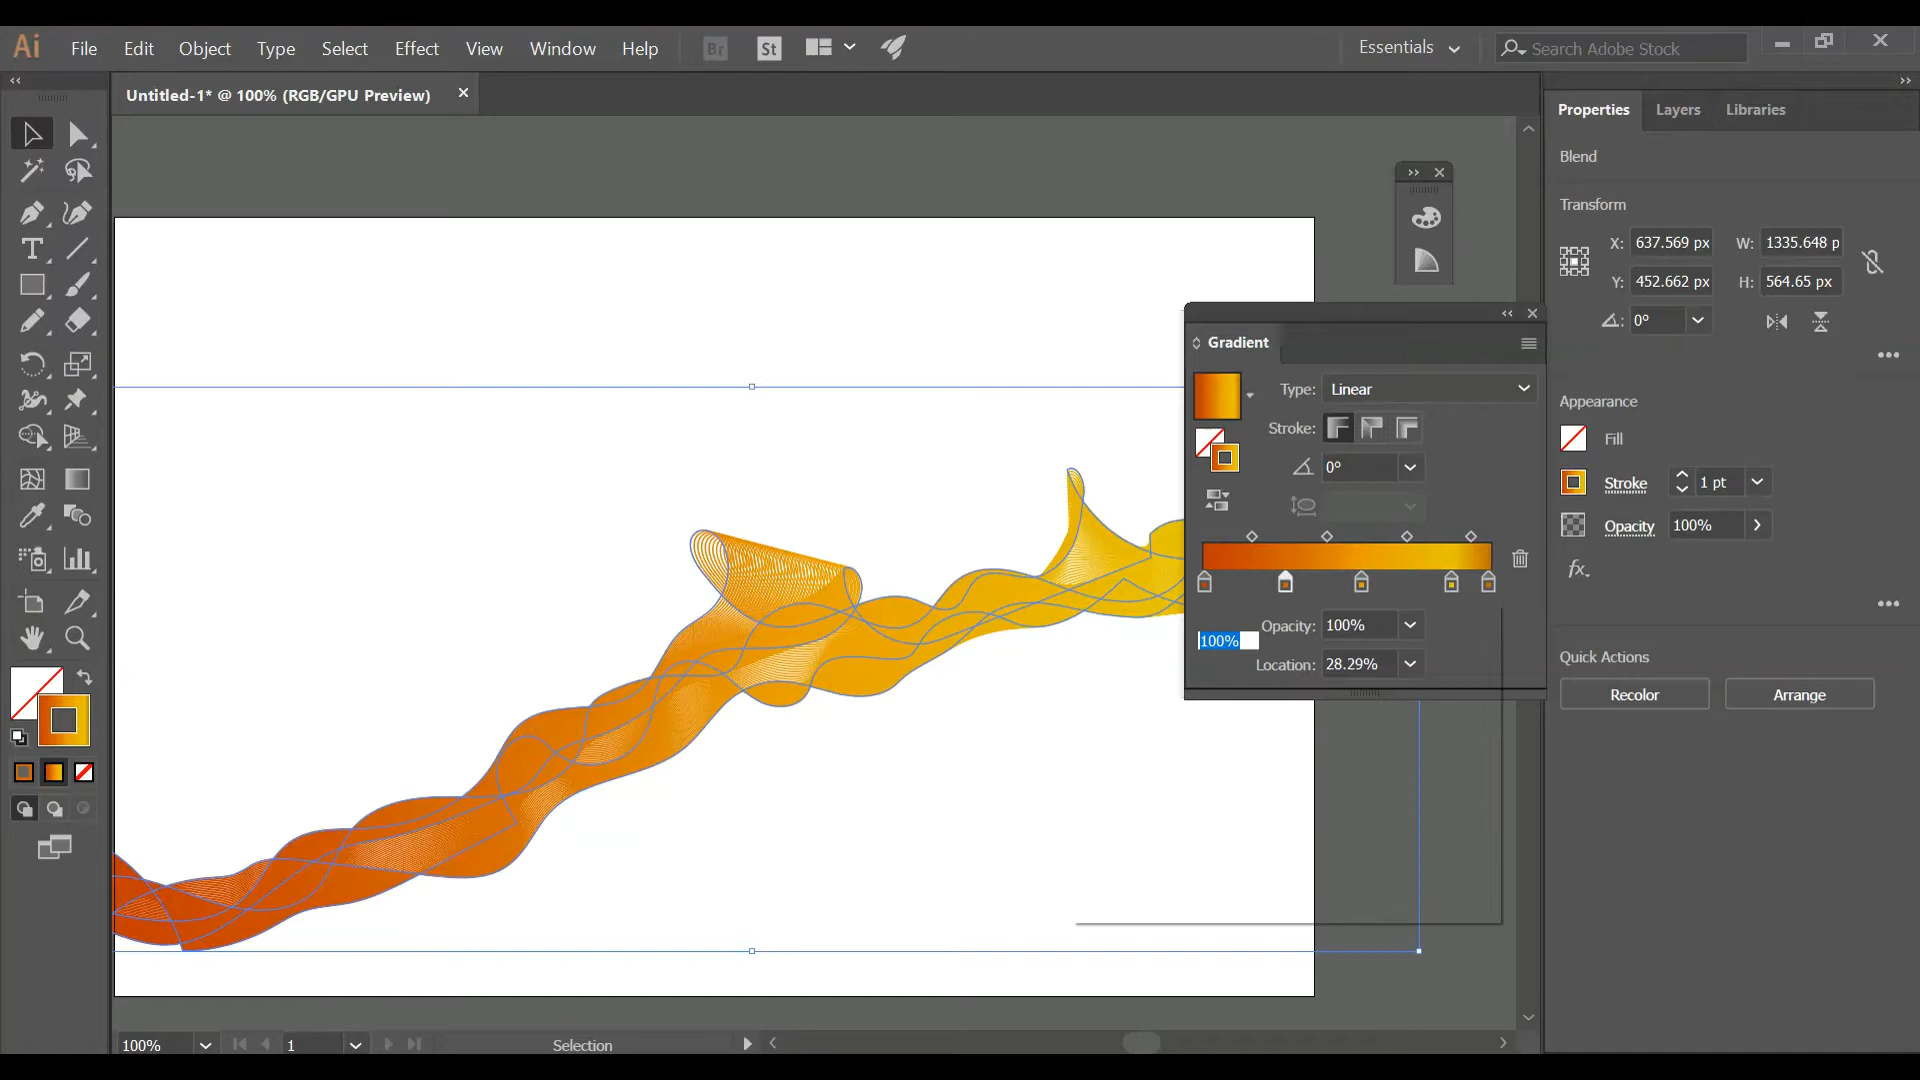 Ai File Edit Object Type Select Effect View Window Help Br St Essentials Search Adobe Stock
Untitled-1* @ 100% (RGB/GPU Preview)
Properties Layers Libraries
Blend
Transform
X: 637.569 px W: 1335.648 p
Y: 452.662 px H: 564.65 px
0°
Appearance
Fill
Stroke 1 pt
Opacity 100%
fx
Quick Actions
Recolor Arrange
Gradient
Type: Linear
Stroke:
0°
Opacity: 100%
100%
Location: 28.29%
T
100% 1 Selection